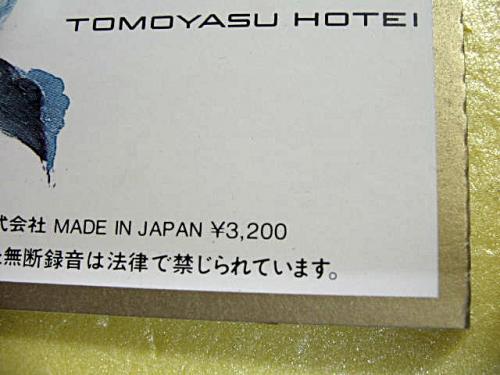 TOMOYASU HOTEI
式会社 MADE IN JAPAN ¥3,200
無断録音は法律で禁じられています。